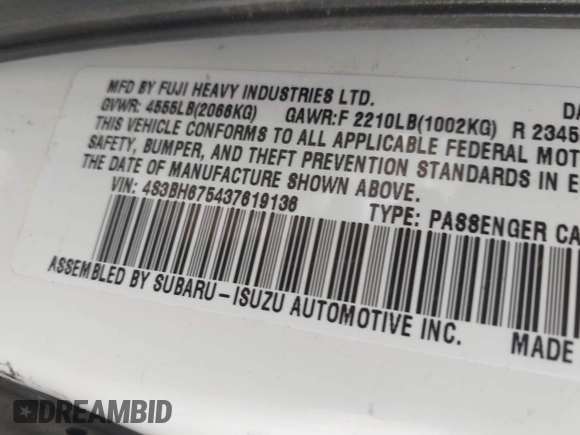 MFD BY FUJI HEAVY INDUSTRIES LTD. DA
GVWR: 4555LB(2066KG) GAWR:F 2210LB(1002KG) R 2345
THIS VEHICLE CONFORMS TO ALL APPLICABLE FEDERAL MOT
SAFETY, BUMPER, AND THEFT PREVENTION STANDARDS IN E
THE DATE OF MANUFACTURE SHOWN ABOVE.
VIN: 4S3BH675437619136 TYPE: PASSENGER CA
ASSEMBLED BY SUBARU-ISUZU AUTOMOTIVE INC. MADE
DREAMBID